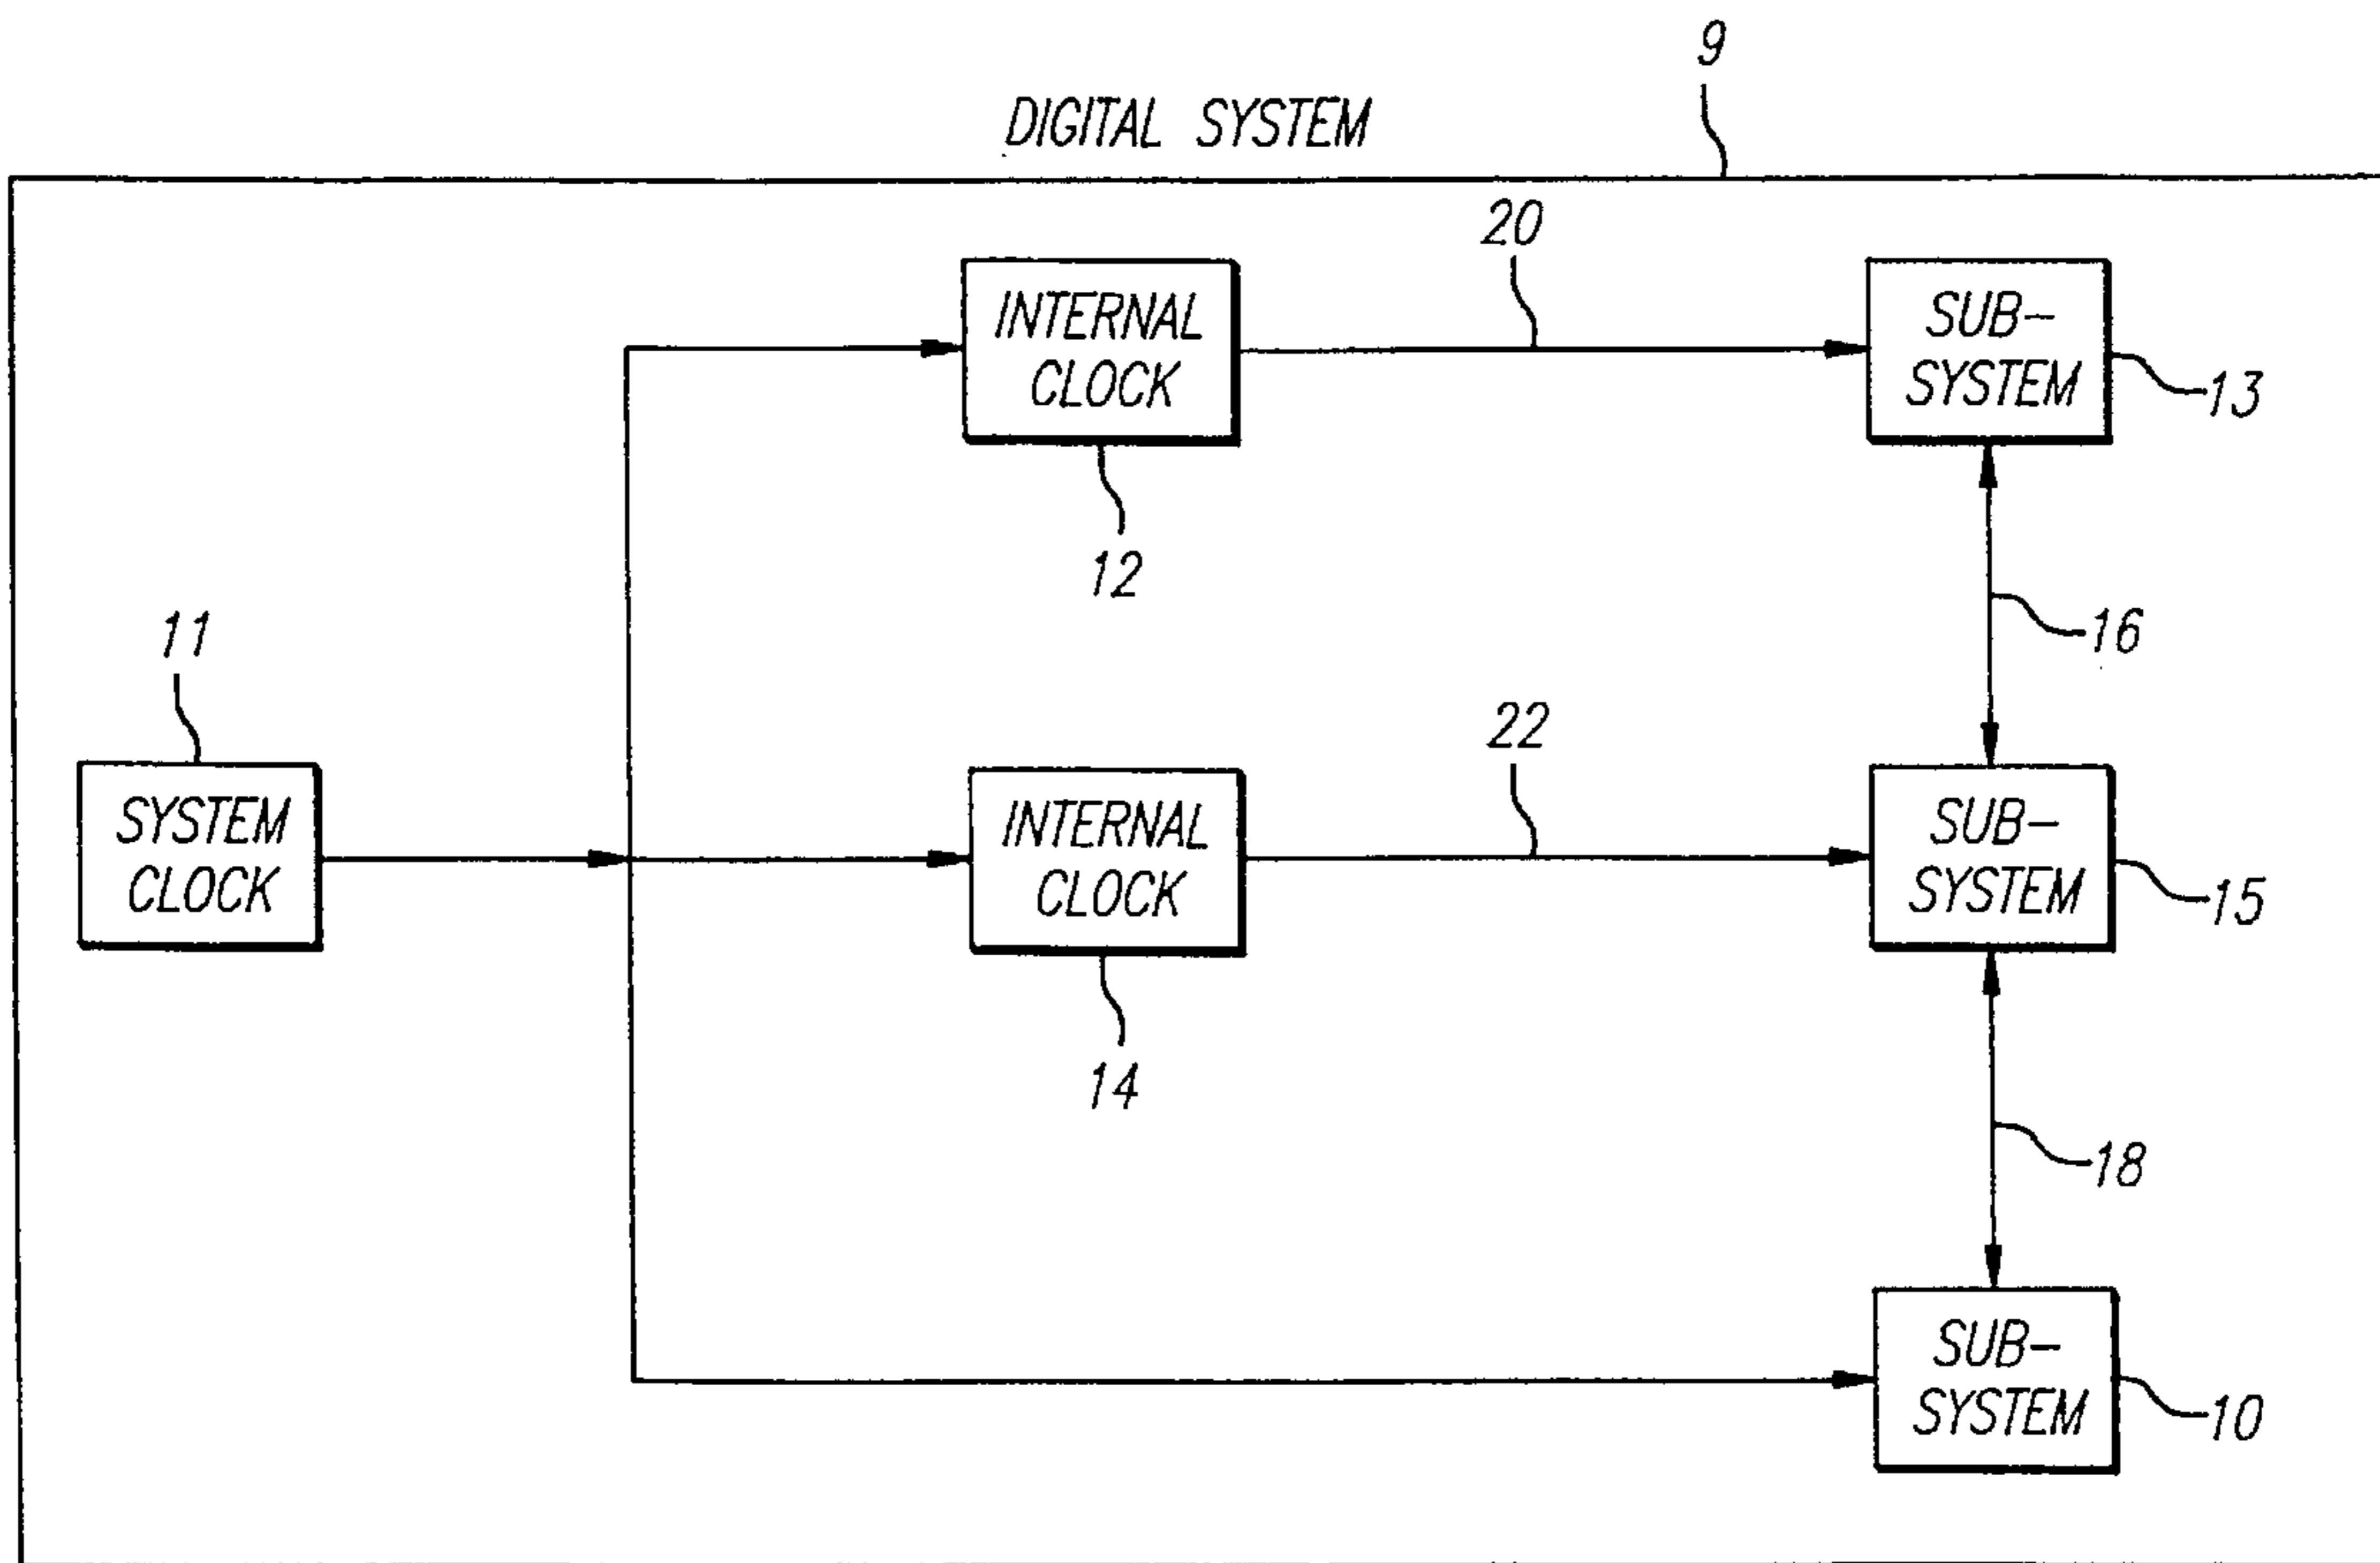 9
DIGITAL SYSTEM
20
INTERNAL
CLOCK
SUB-
SYSTEM
13
12
11
16
22
SYSTEM
CLOCK
INTERNAL
CLOCK
SUB-
SYSTEM
15
14
18
SUB-
SYSTEM
10